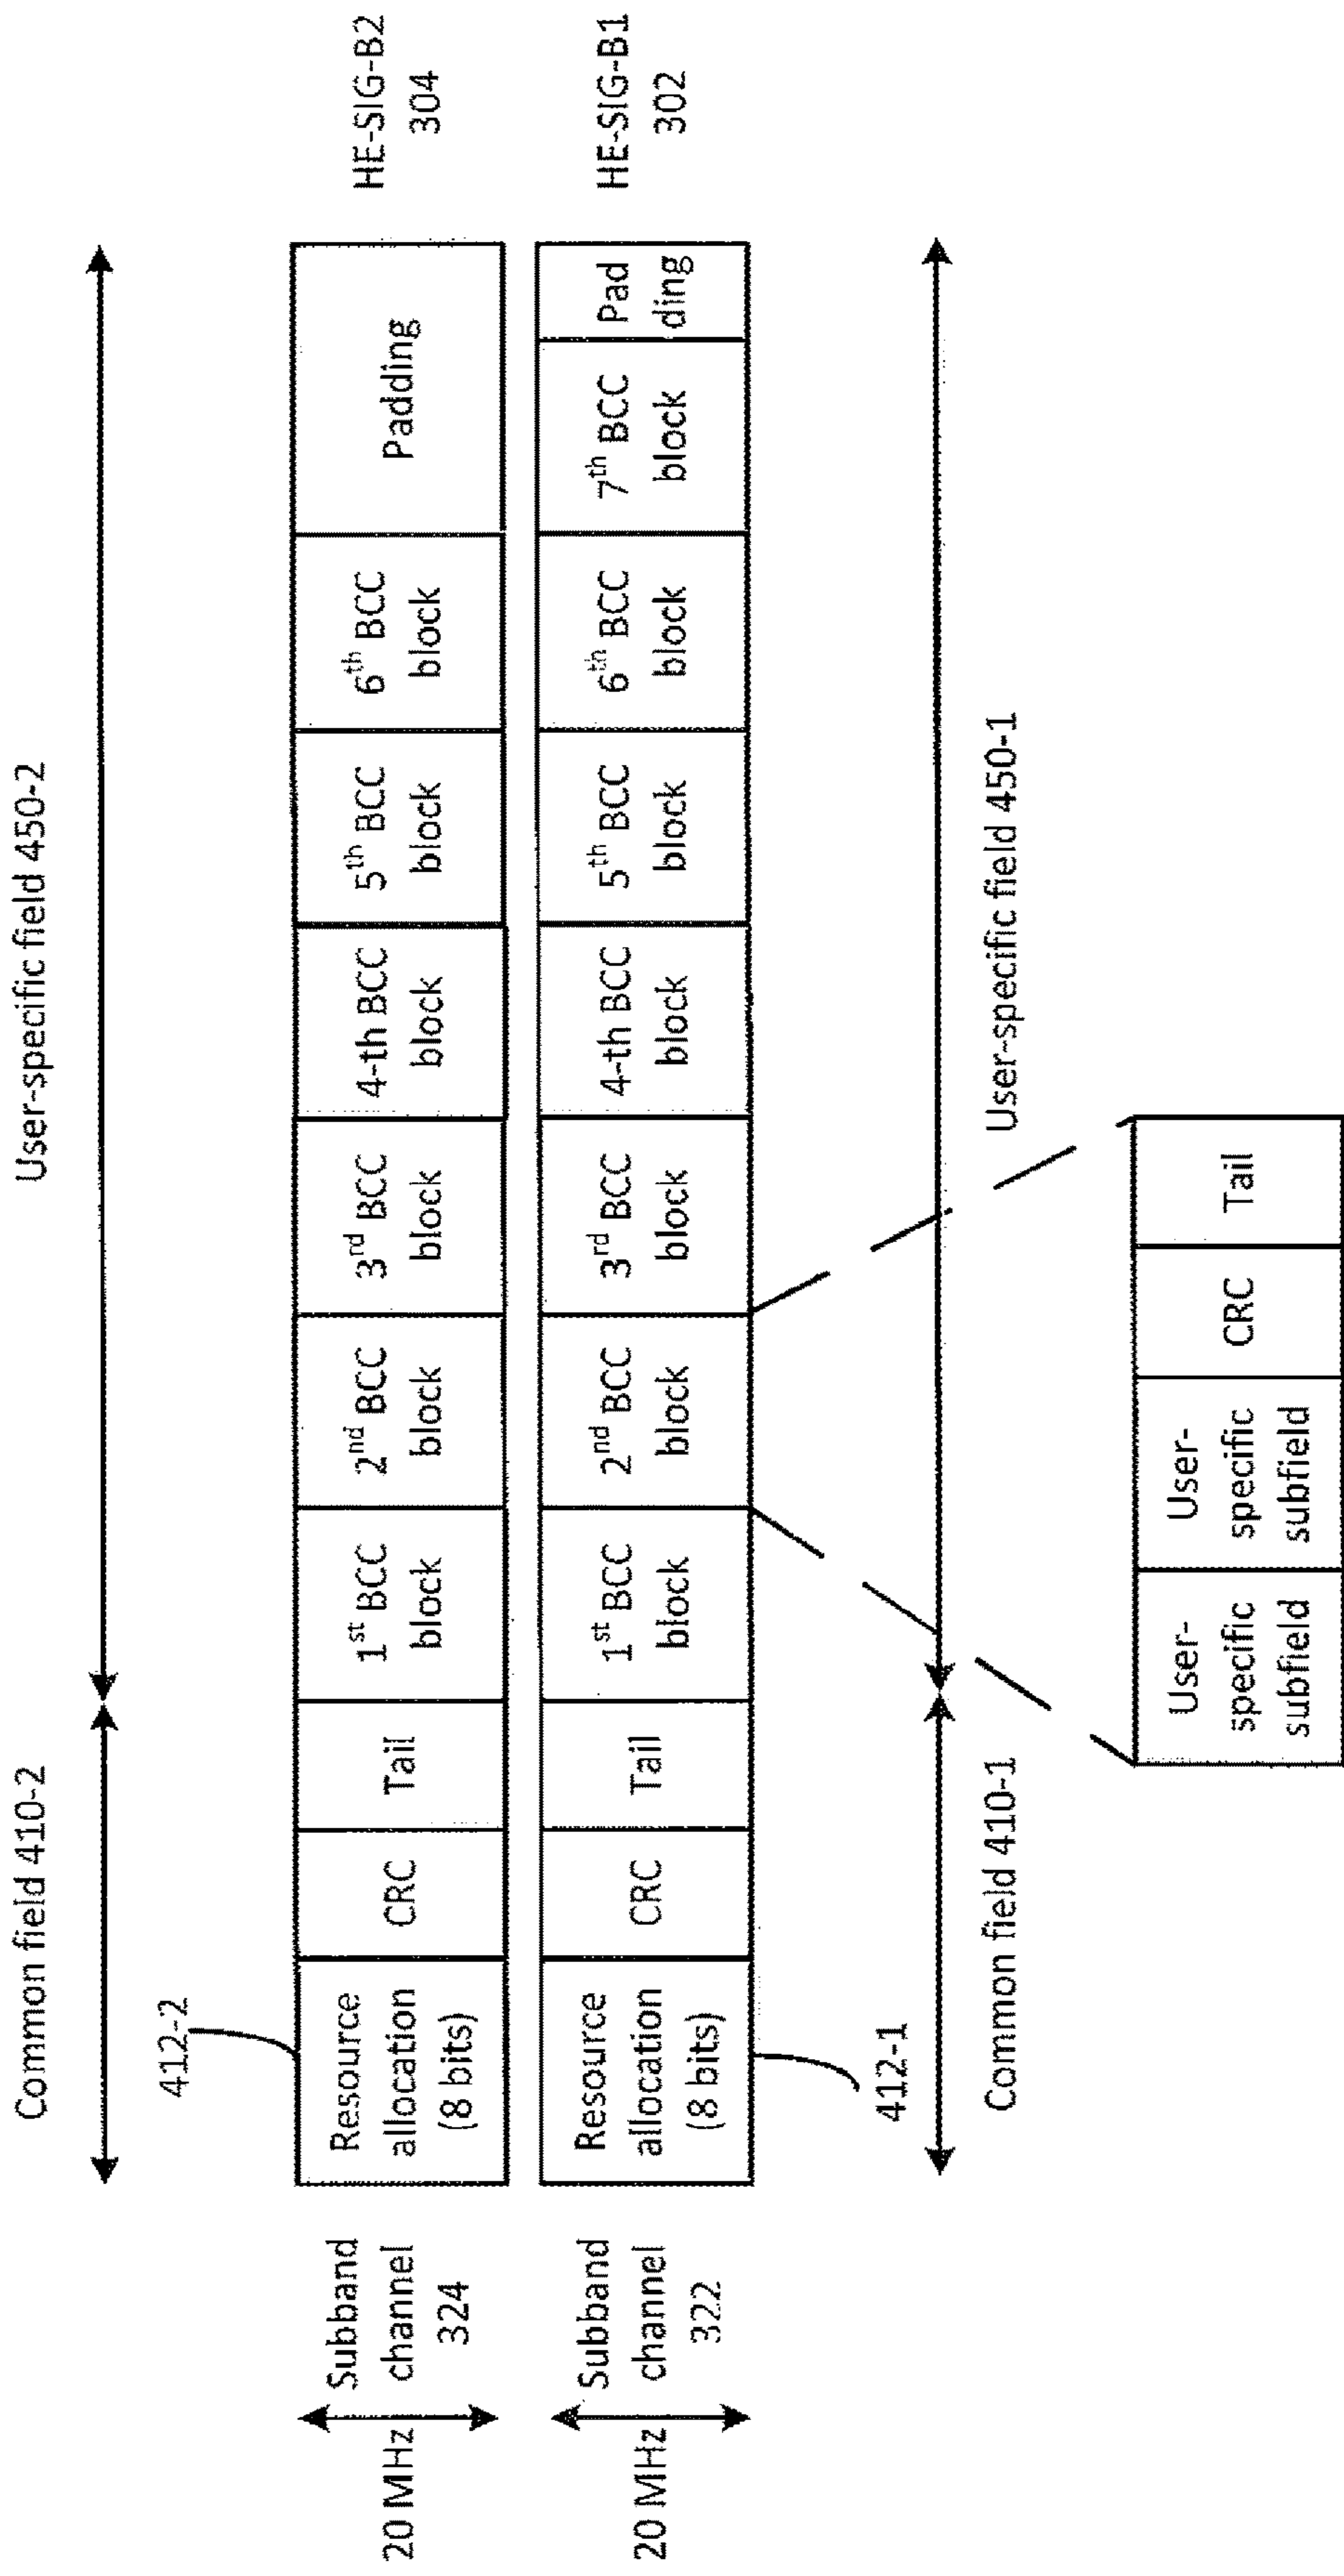 Common field 410-2
User-specific field 450-2
412-2
20 MHz
Subband
channel
324
Resource
allocation
(8 bits)
CRC
Tail
1st BCC
block
2nd BCC
block
3rd BCC
block
4-th BCC
block
5th BCC
block
6th BCC
block
Padding
HE-SIG-B2
304
20 MHz
Subband
channel
322
Resource
allocation
(8 bits)
CRC
Tail
1st BCC
block
2nd BCC
block
3rd BCC
block
4-th BCC
block
5th BCC
block
6th BCC
block
7th BCC
block
Pad
ding
HE-SIG-B1
302
412-1
Common field 410-1
User-specific field 450-1
User-
specific
subfield
User-
specific
subfield
CRC
Tail